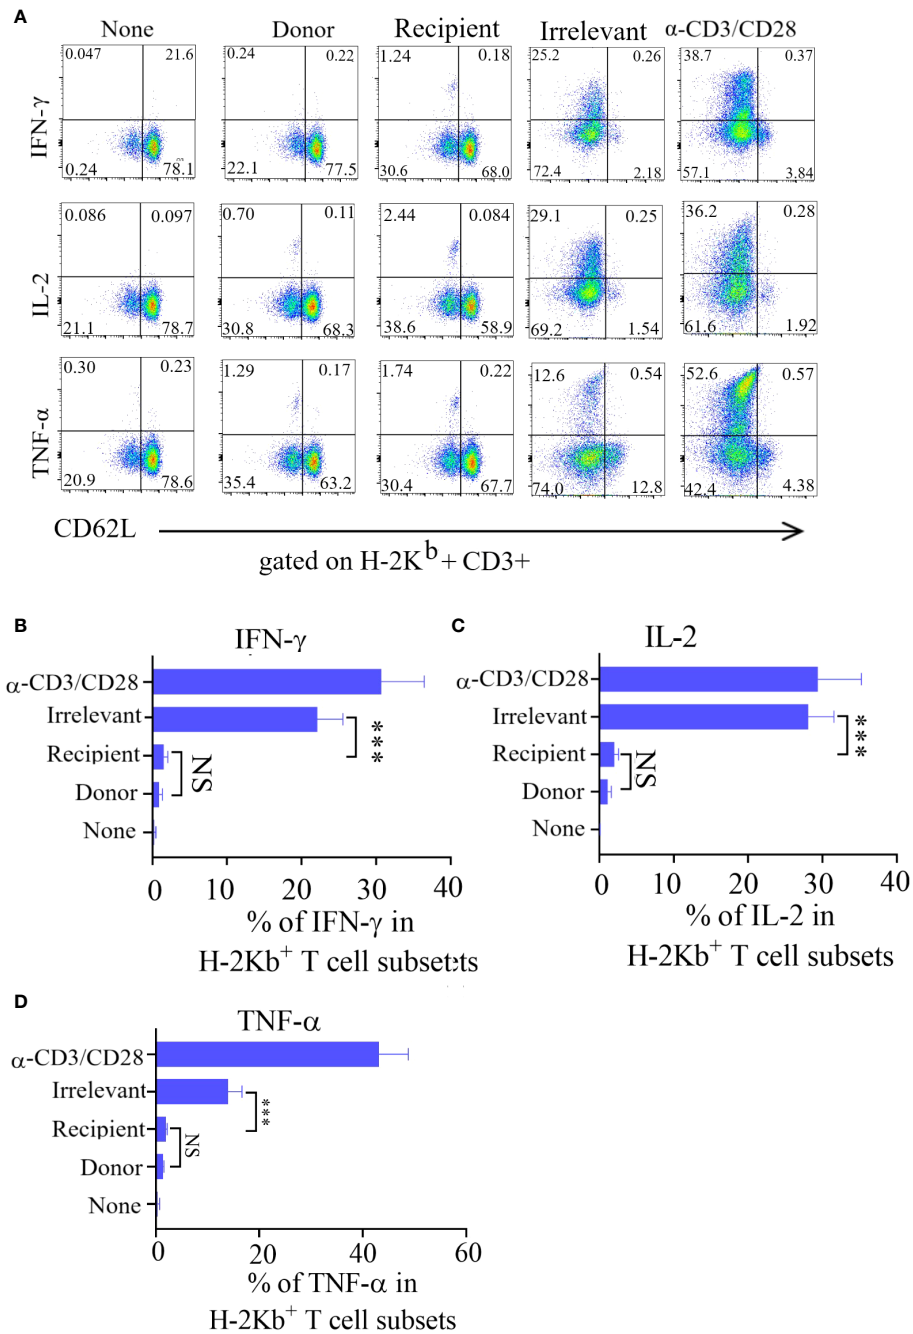 A
None Donor Recipient Irrelevant α-CD3/CD28
IFN-γ
0.047 21.6
0.24 78.1
0.24 0.22
22.1 77.5
1.24 0.18
30.6 68.0
25.2 0.26
72.4 2.18
38.7 0.37
57.1 3.84
IL-2
0.086 0.097
21.1 78.7
0.70 0.11
30.8 68.3
2.44 0.084
38.6 58.9
29.1 0.25
69.2 1.54
36.2 0.28
61.6 1.92
TNF-α
0.30 0.23
20.9 78.6
1.29 0.17
35.4 63.2
1.74 0.22
30.4 67.7
12.6 0.54
74.0 12.8
52.6 0.57
42.4 4.38
CD62L
gated on H-2Kb + CD3+
B
IFN-γ
α-CD3/CD28
Irrelevant
Recipient
Donor
None
***
NS
0 10 20 30 40
% of IFN-γ in
H-2Kb+ T cell subsets
C
IL-2
α-CD3/CD28
Irrelevant
Recipient
Donor
None
***
NS
0 10 20 30 40
% of IL-2 in
H-2Kb+ T cell subsets
D
TNF-α
α-CD3/CD28
Irrelevant
Recipient
Donor
None
***
NS
0 20 40 60
% of TNF-α in
H-2Kb+ T cell subsets